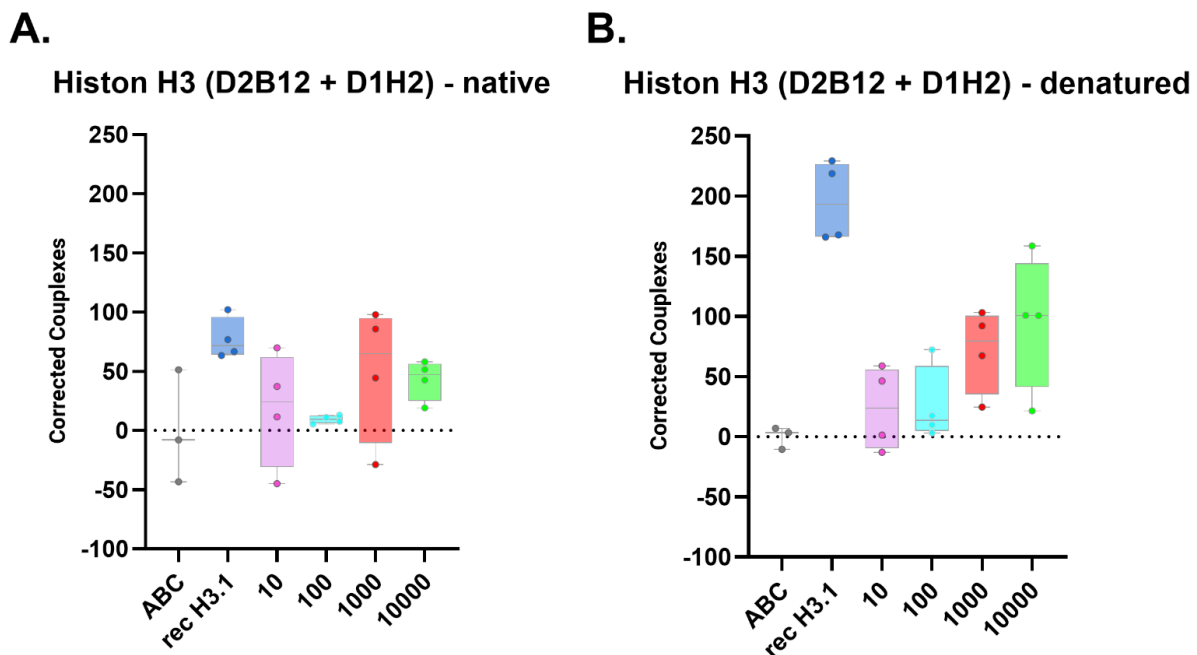 A.
Histon H3 (D2B12 + D1H2) - native
Corrected Couplexes
250
200
150
100
50
0
-50
-100
ABC
rec H3.1
10
100
1000
10000
B.
Histon H3 (D2B12 + D1H2) - denatured
Corrected Couplexes
250
200
150
100
50
0
-50
-100
ABC
rec H3.1
10
100
1000
10000